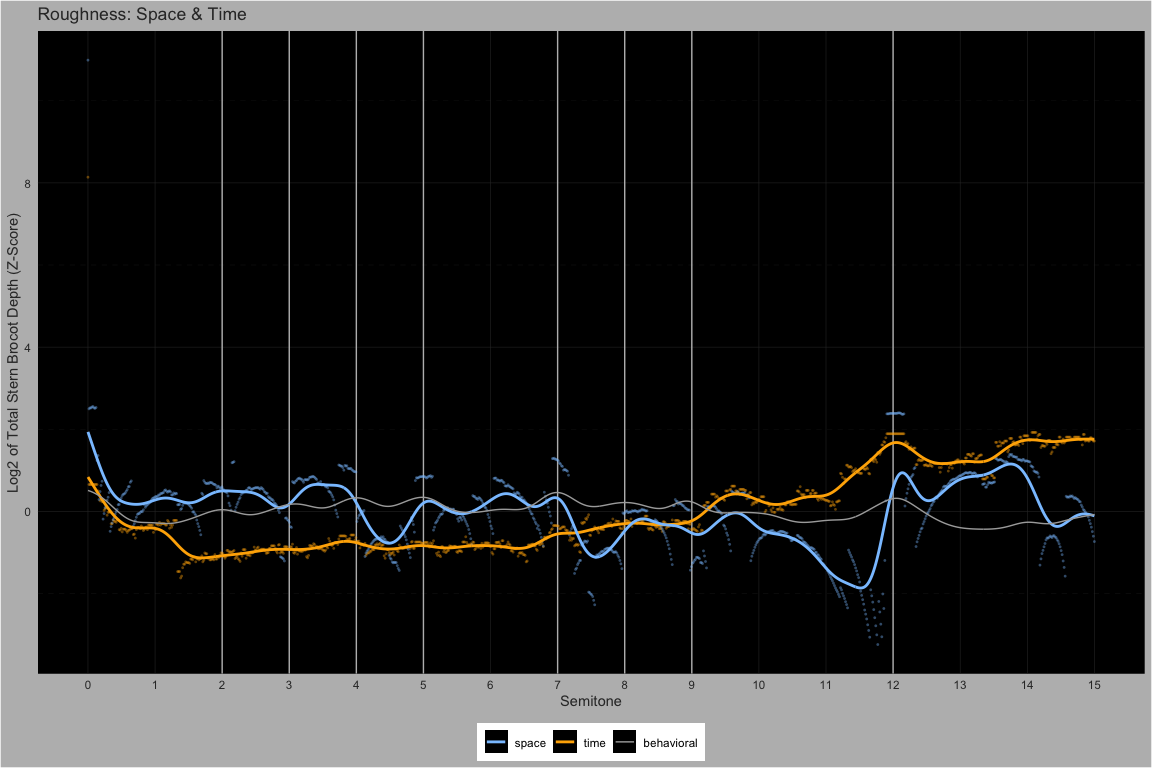 Roughness: Space & Time
Log2 of Total Stern Brocot Depth (Z-Score)
8
4
0
0 1 2 3 4 5 6 7 8 9 10 11 12 13 14 15
Semitone
space time behavioral